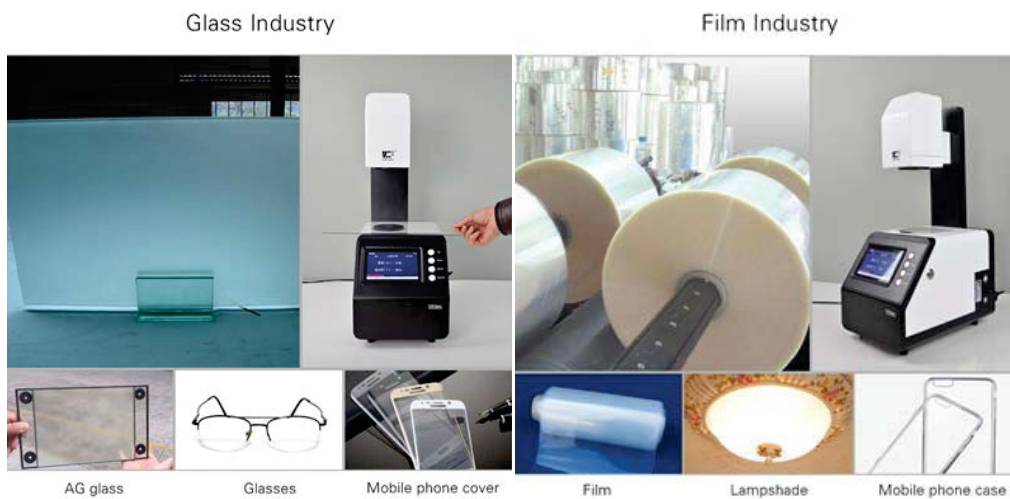 Glass Industry
Film Industry
AG glass
Glasses
Mobile phone cover
Film
Lampshade
Mobile phone case